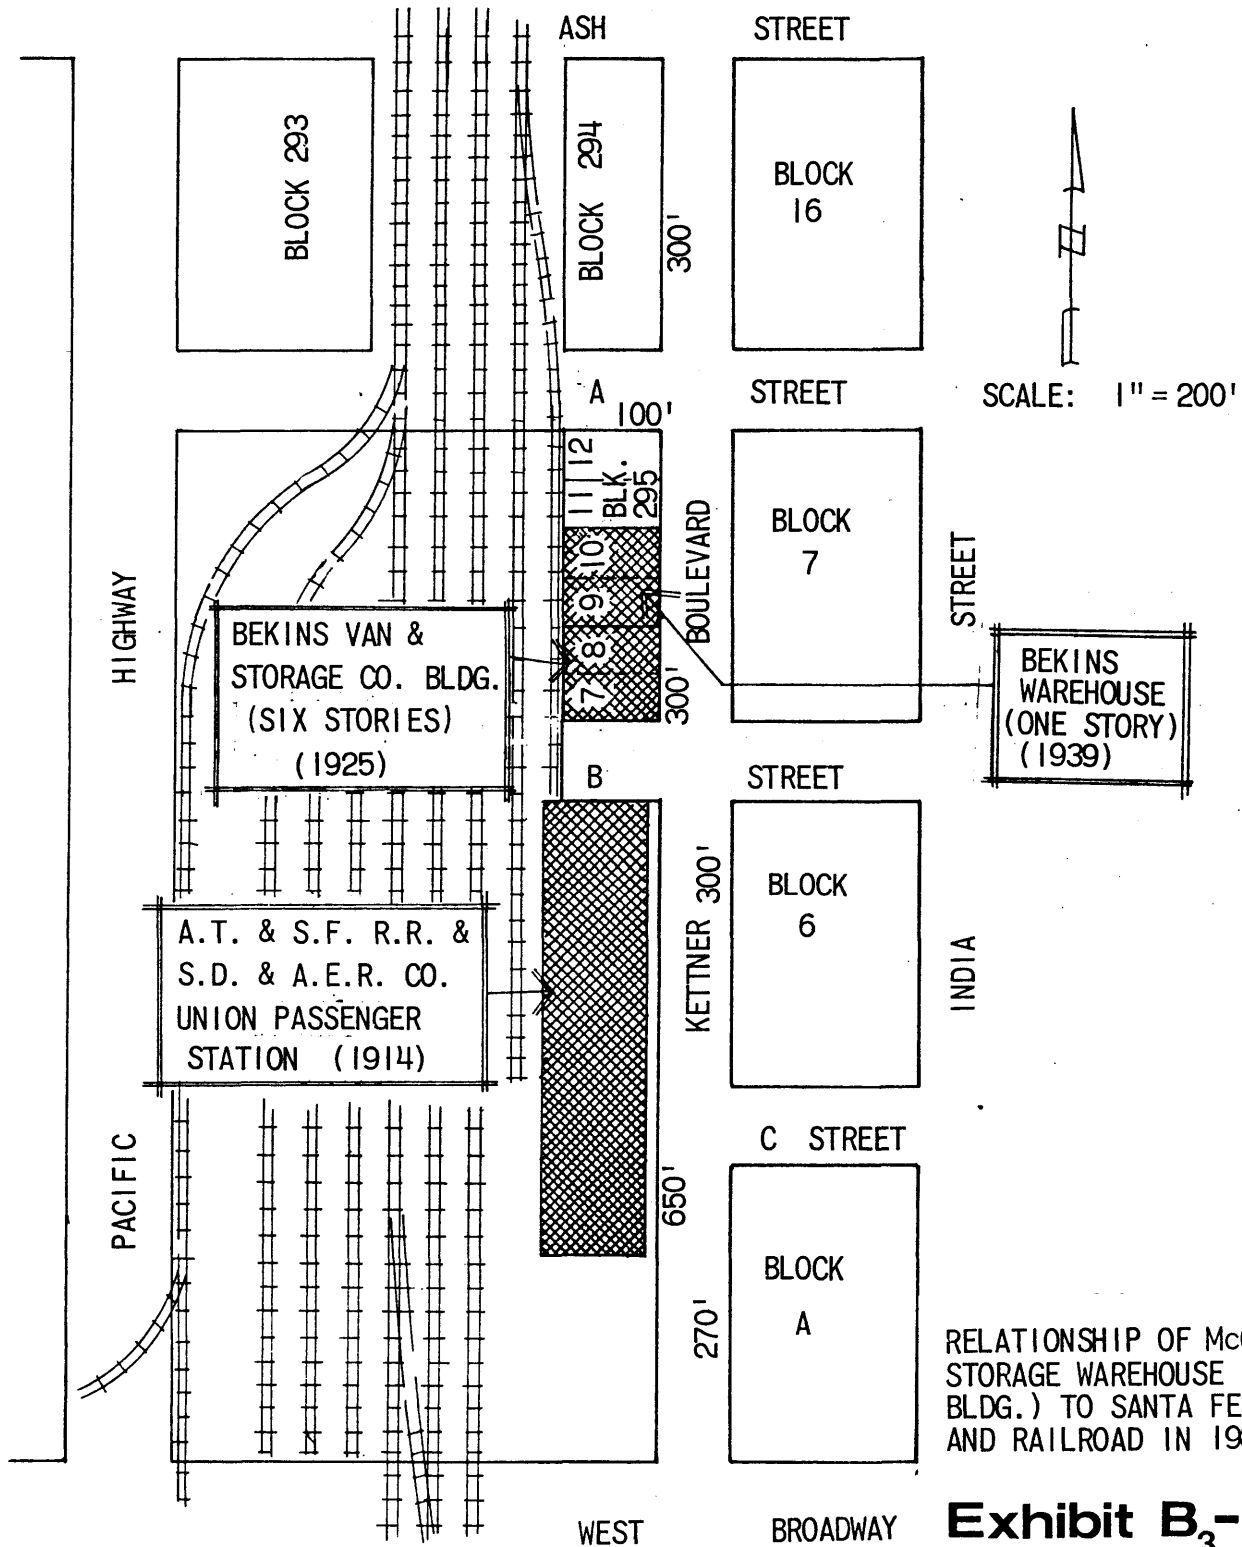 ASH STREET
BLOCK 293
BLOCK 294
300'
BLOCK
16
SCALE: 1" = 200'
A STREET
100'
11 12
BLK.
295
10
9
8
7
300'
BOULEVARD
BLOCK
7
STREET
HIGHWAY
BEKINS VAN &
STORAGE CO. BLDG.
(SIX STORIES)
(1925)
BEKINS
WAREHOUSE
(ONE STORY)
(1939)
B STREET
KETTNER 300'
BLOCK
6
INDIA
A.T. & S.F. R.R. &
S.D. & A.E.R. CO.
UNION PASSENGER
STATION (1914)
C STREET
PACIFIC
650'
270'
BLOCK
A
RELATIONSHIP OF
STORAGE WAREHOUSE
BLDG.) TO SANTA FE
AND RAILROAD IN
Exhibit B3-
WEST BROADWAY